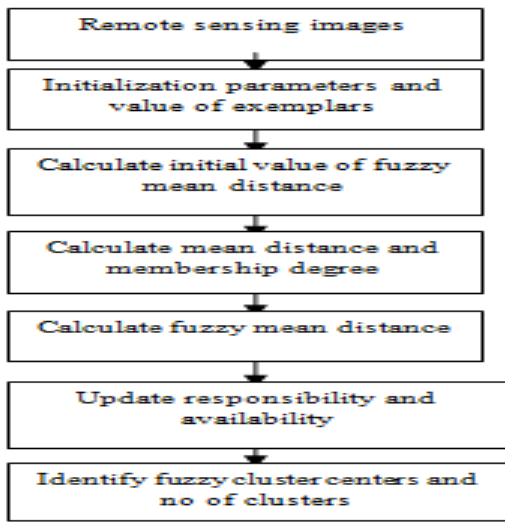 Remote sensing images
Initialization parameters and
value of exemplars
Calculate initial value of fuzzy
mean distance
Calculate mean distance and
membership degree
Calculate fuzzy mean distance
Update responsibility and
availability
Identify fuzzy cluster centers and
no of clusters